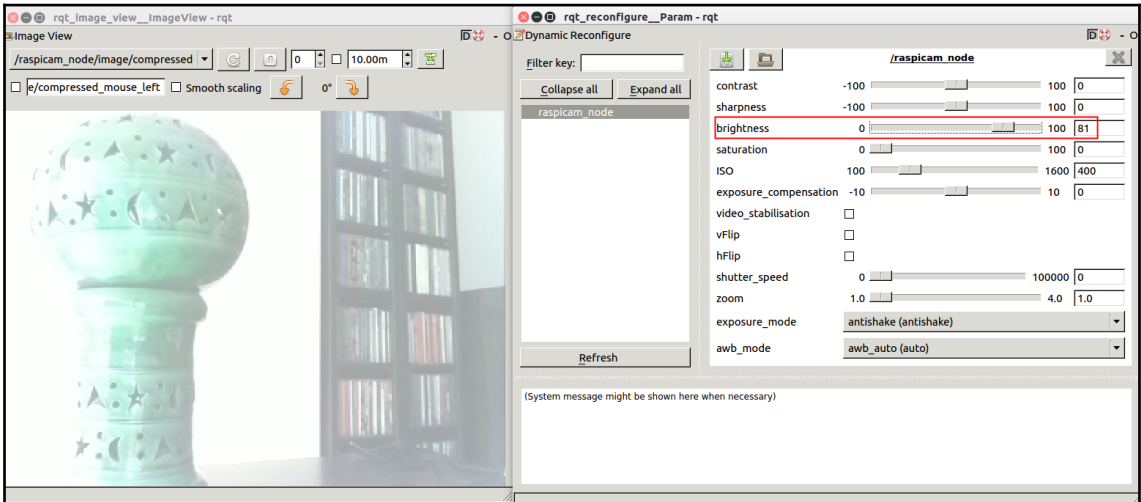 rqt_image_view__ImageView - rqt
Image View
D - O
/raspicam_node/image/compressed 0 10.00m
e/compressed_mouse_left Smooth scaling 0°
rqt_reconfigure__Param - rqt
Dynamic Reconfigure
D - O
Filter key:
Collapse all Expand all
raspicam_node
Refresh
/raspicam_node
contrast -100 100 0
sharpness -100 100 0
brightness 0 100 81
saturation 0 100 0
ISO 100 1600 400
exposure_compensation -10 10 0
video_stabilisation
vFlip
hFlip
shutter_speed 0 100000 0
zoom 1.0 4.0 1.0
exposure_mode antishake (antishake)
awb_mode awb_auto (auto)
(System message might be shown here when necessary)